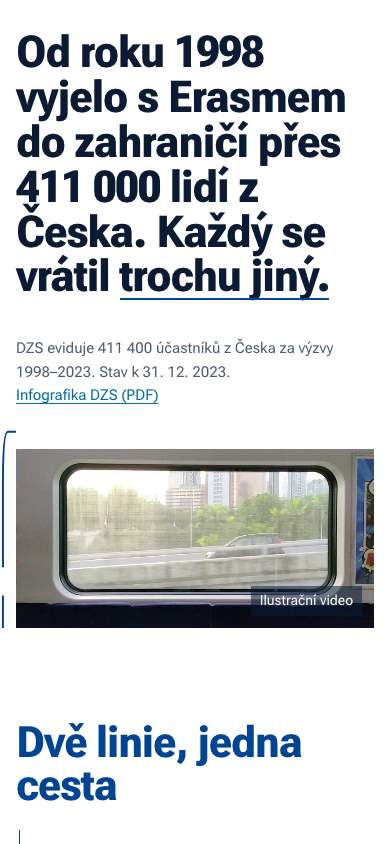 Od roku 1998
vyjelo s Erasmem
do zahraničí přes
411 000 lidí z
Česka. Každý se
vrátil trochu jiný.
DZS eviduje 411 400 účastníků z Česka za výzvy
1998–2023. Stav k 31. 12. 2023.
Infografika DZS (PDF)
Ilustrační video
Dvě linie, jedna
cesta